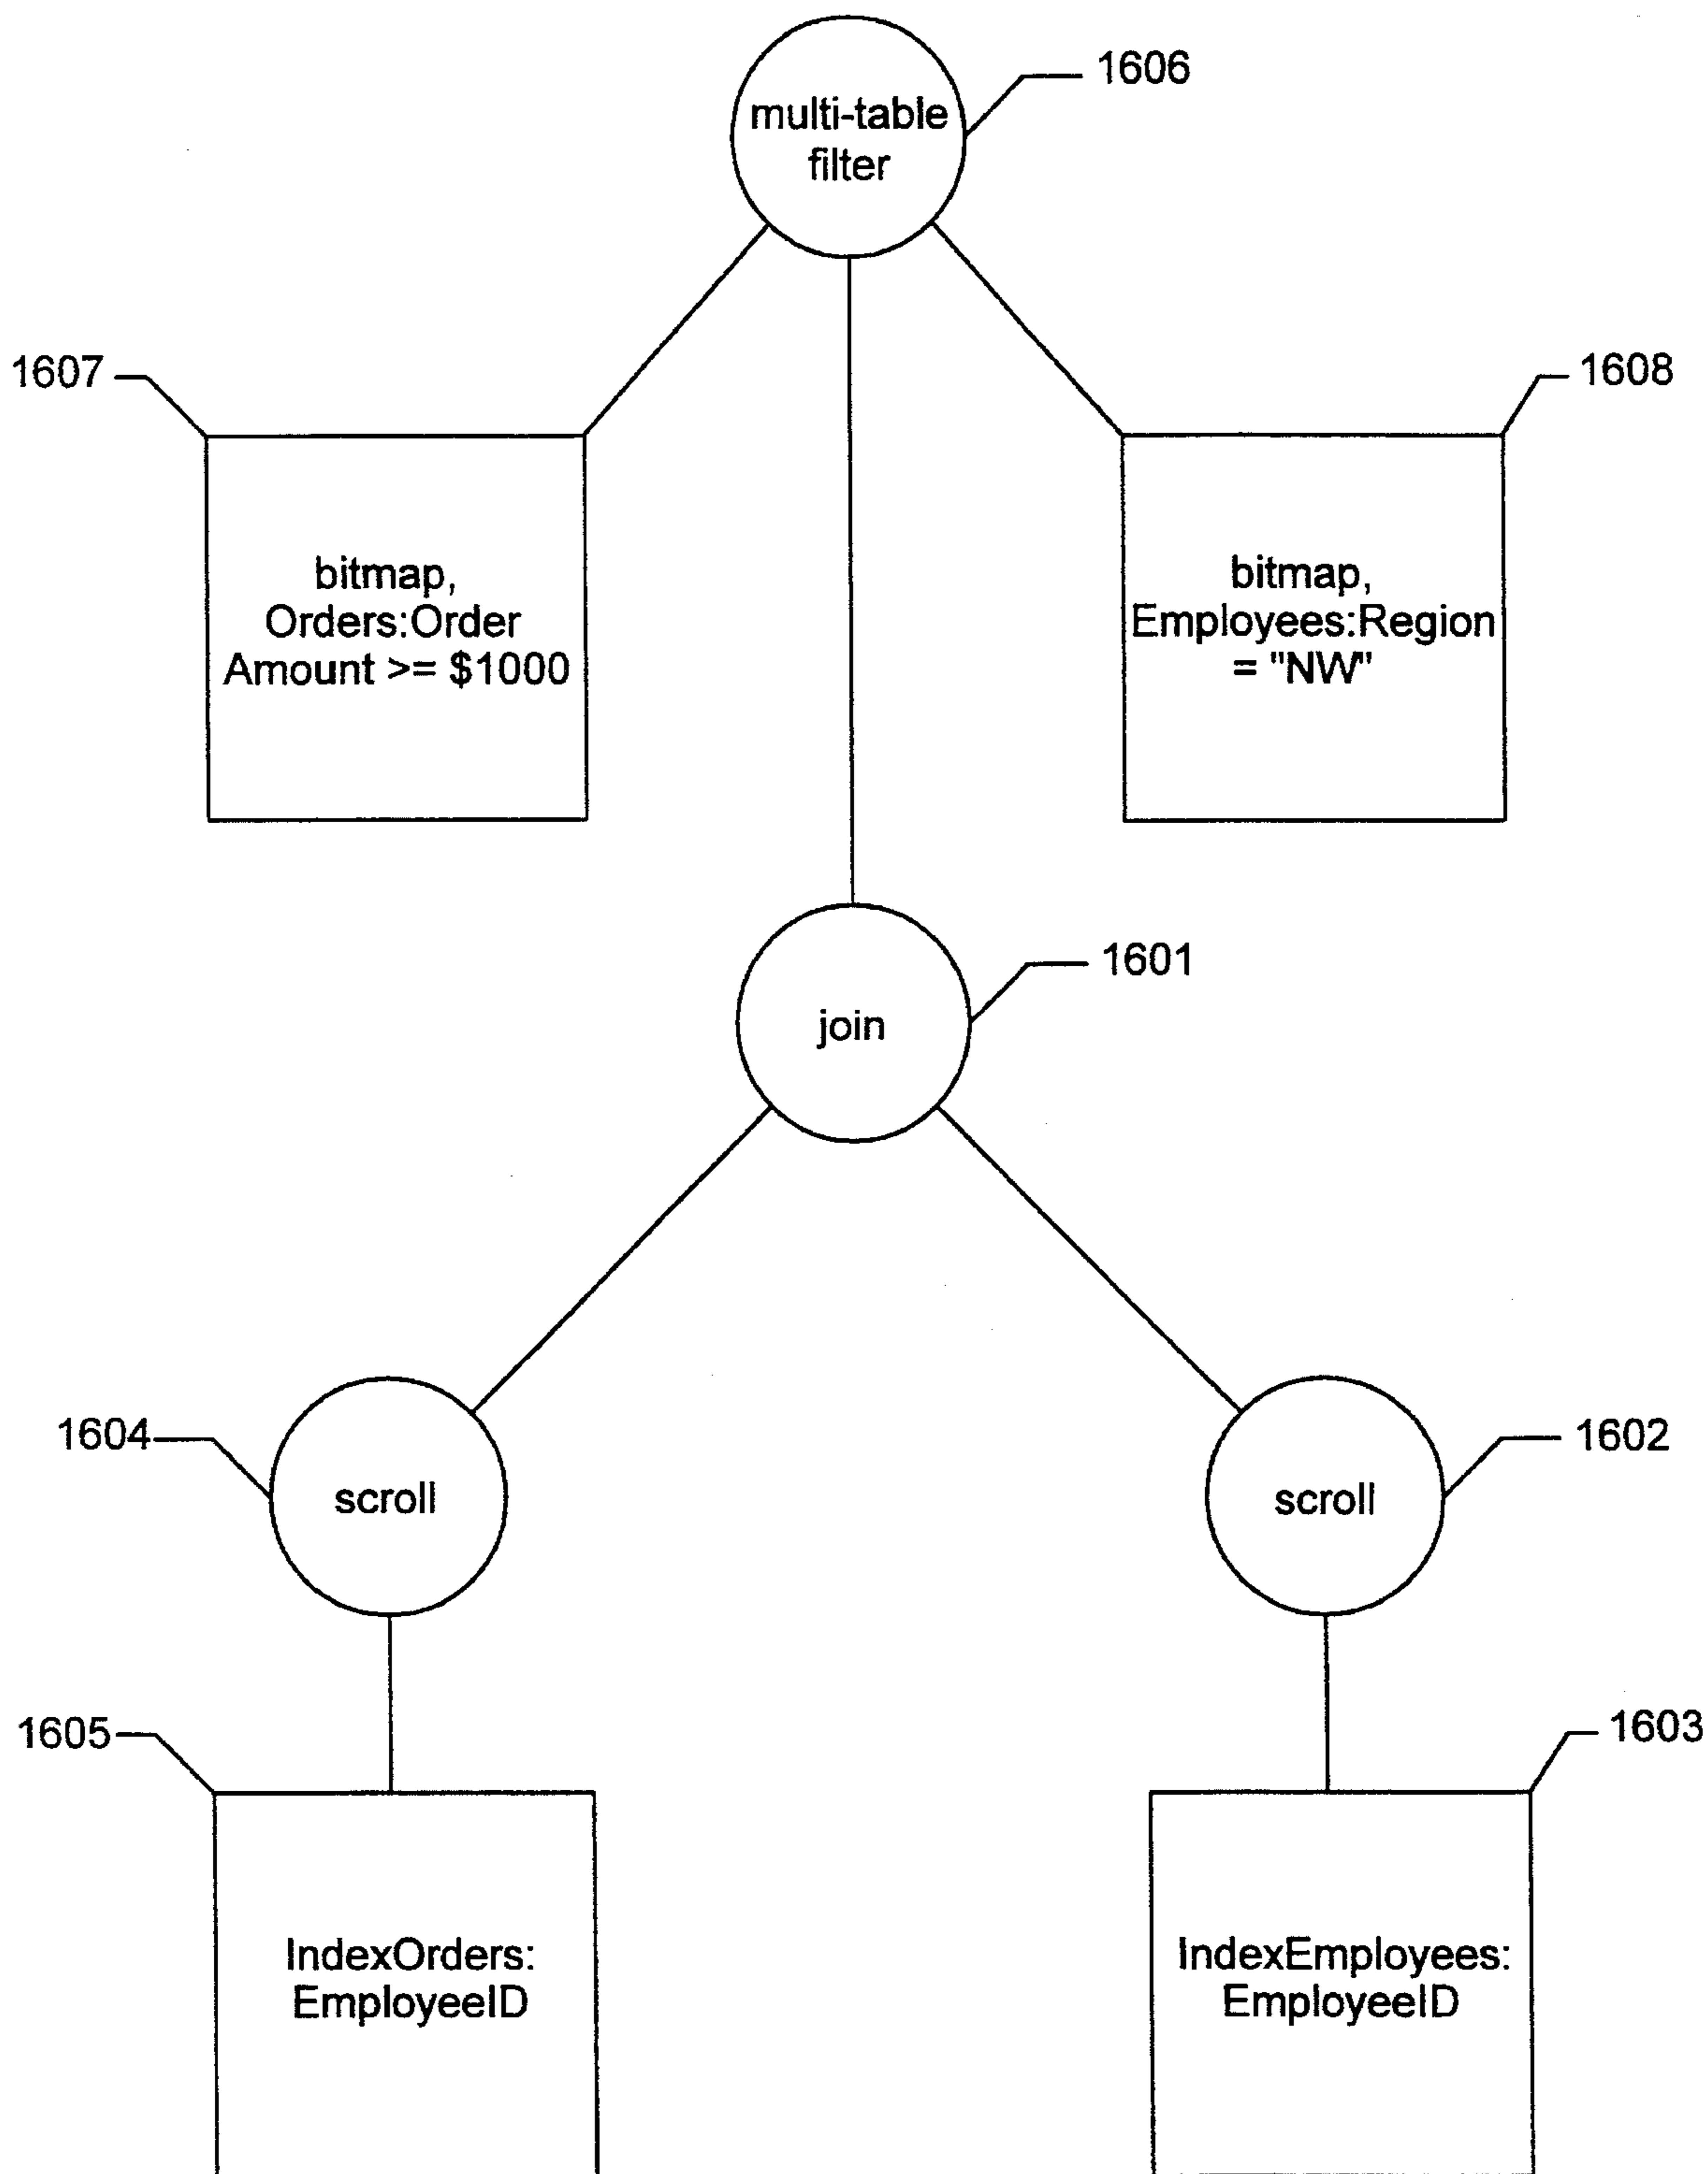 multi-table
filter
1606
1607
1608
bitmap,
Orders:Order
Amount >= $1000
bitmap,
Employees:Region
= "NW"
1601
join
1604
scroll
1602
scroll
1605
1603
IndexOrders:
EmployeeID
IndexEmployees:
EmployeeID